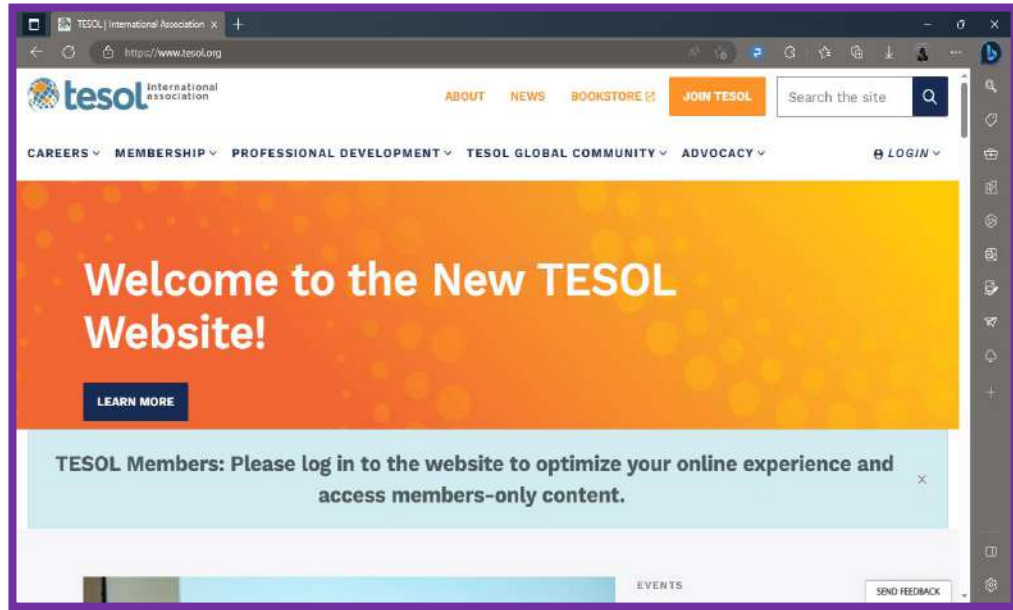 TESOL | International Association
https://www.tesol.org
tesol international association
ABOUT NEWS BOOKSTORE JOIN TESOL Search the site
CAREERS MEMBERSHIP PROFESSIONAL DEVELOPMENT TESOL GLOBAL COMMUNITY ADVOCACY LOGIN
Welcome to the New TESOL
Website!
LEARN MORE
TESOL Members: Please log in to the website to optimize your online experience and
access members-only content.
EVENTS
SEND FEEDBACK